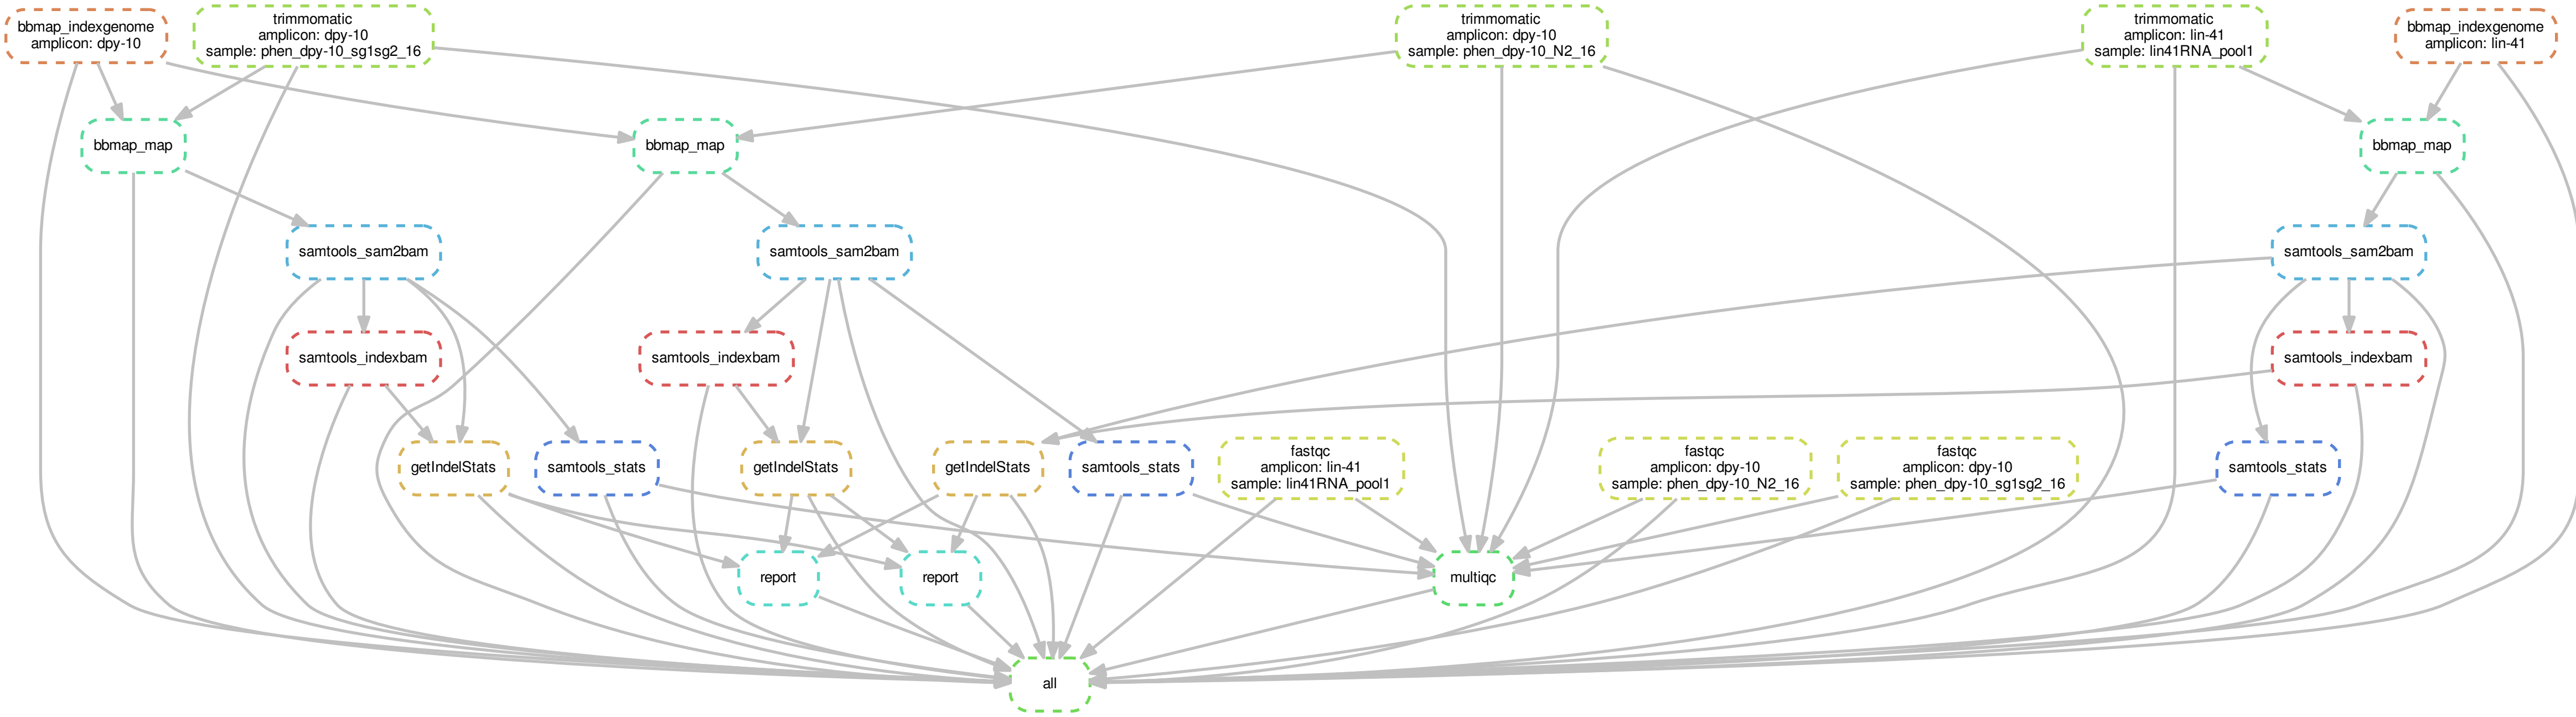 bbmap_indexgenome
amplicon: dpy-10
trimmomatic
amplicon: dpy-10
sample: phen_dpy-10_sg1sg2_16
trimmomatic
amplicon: dpy-10
sample: phen_dpy-10_N2_16
trimmomatic
amplicon: lin-41
sample: lin41RNA_pool1
bbmap_indexgenome
amplicon: lin-41
bbmap_map
bbmap_map
bbmap_map
samtools_sam2bam
samtools_sam2bam
samtools_sam2bam
samtools_indexbam
samtools_indexbam
samtools_indexbam
getIndelStats
samtools_stats
getIndelStats
getIndelStats
samtools_stats
fastqc
amplicon: lin-41
sample: lin41RNA_pool1
fastqc
amplicon: dpy-10
sample: phen_dpy-10_N2_16
fastqc
amplicon: dpy-10
sample: phen_dpy-10_sg1sg2_16
samtools_stats
report
report
multiqc
all